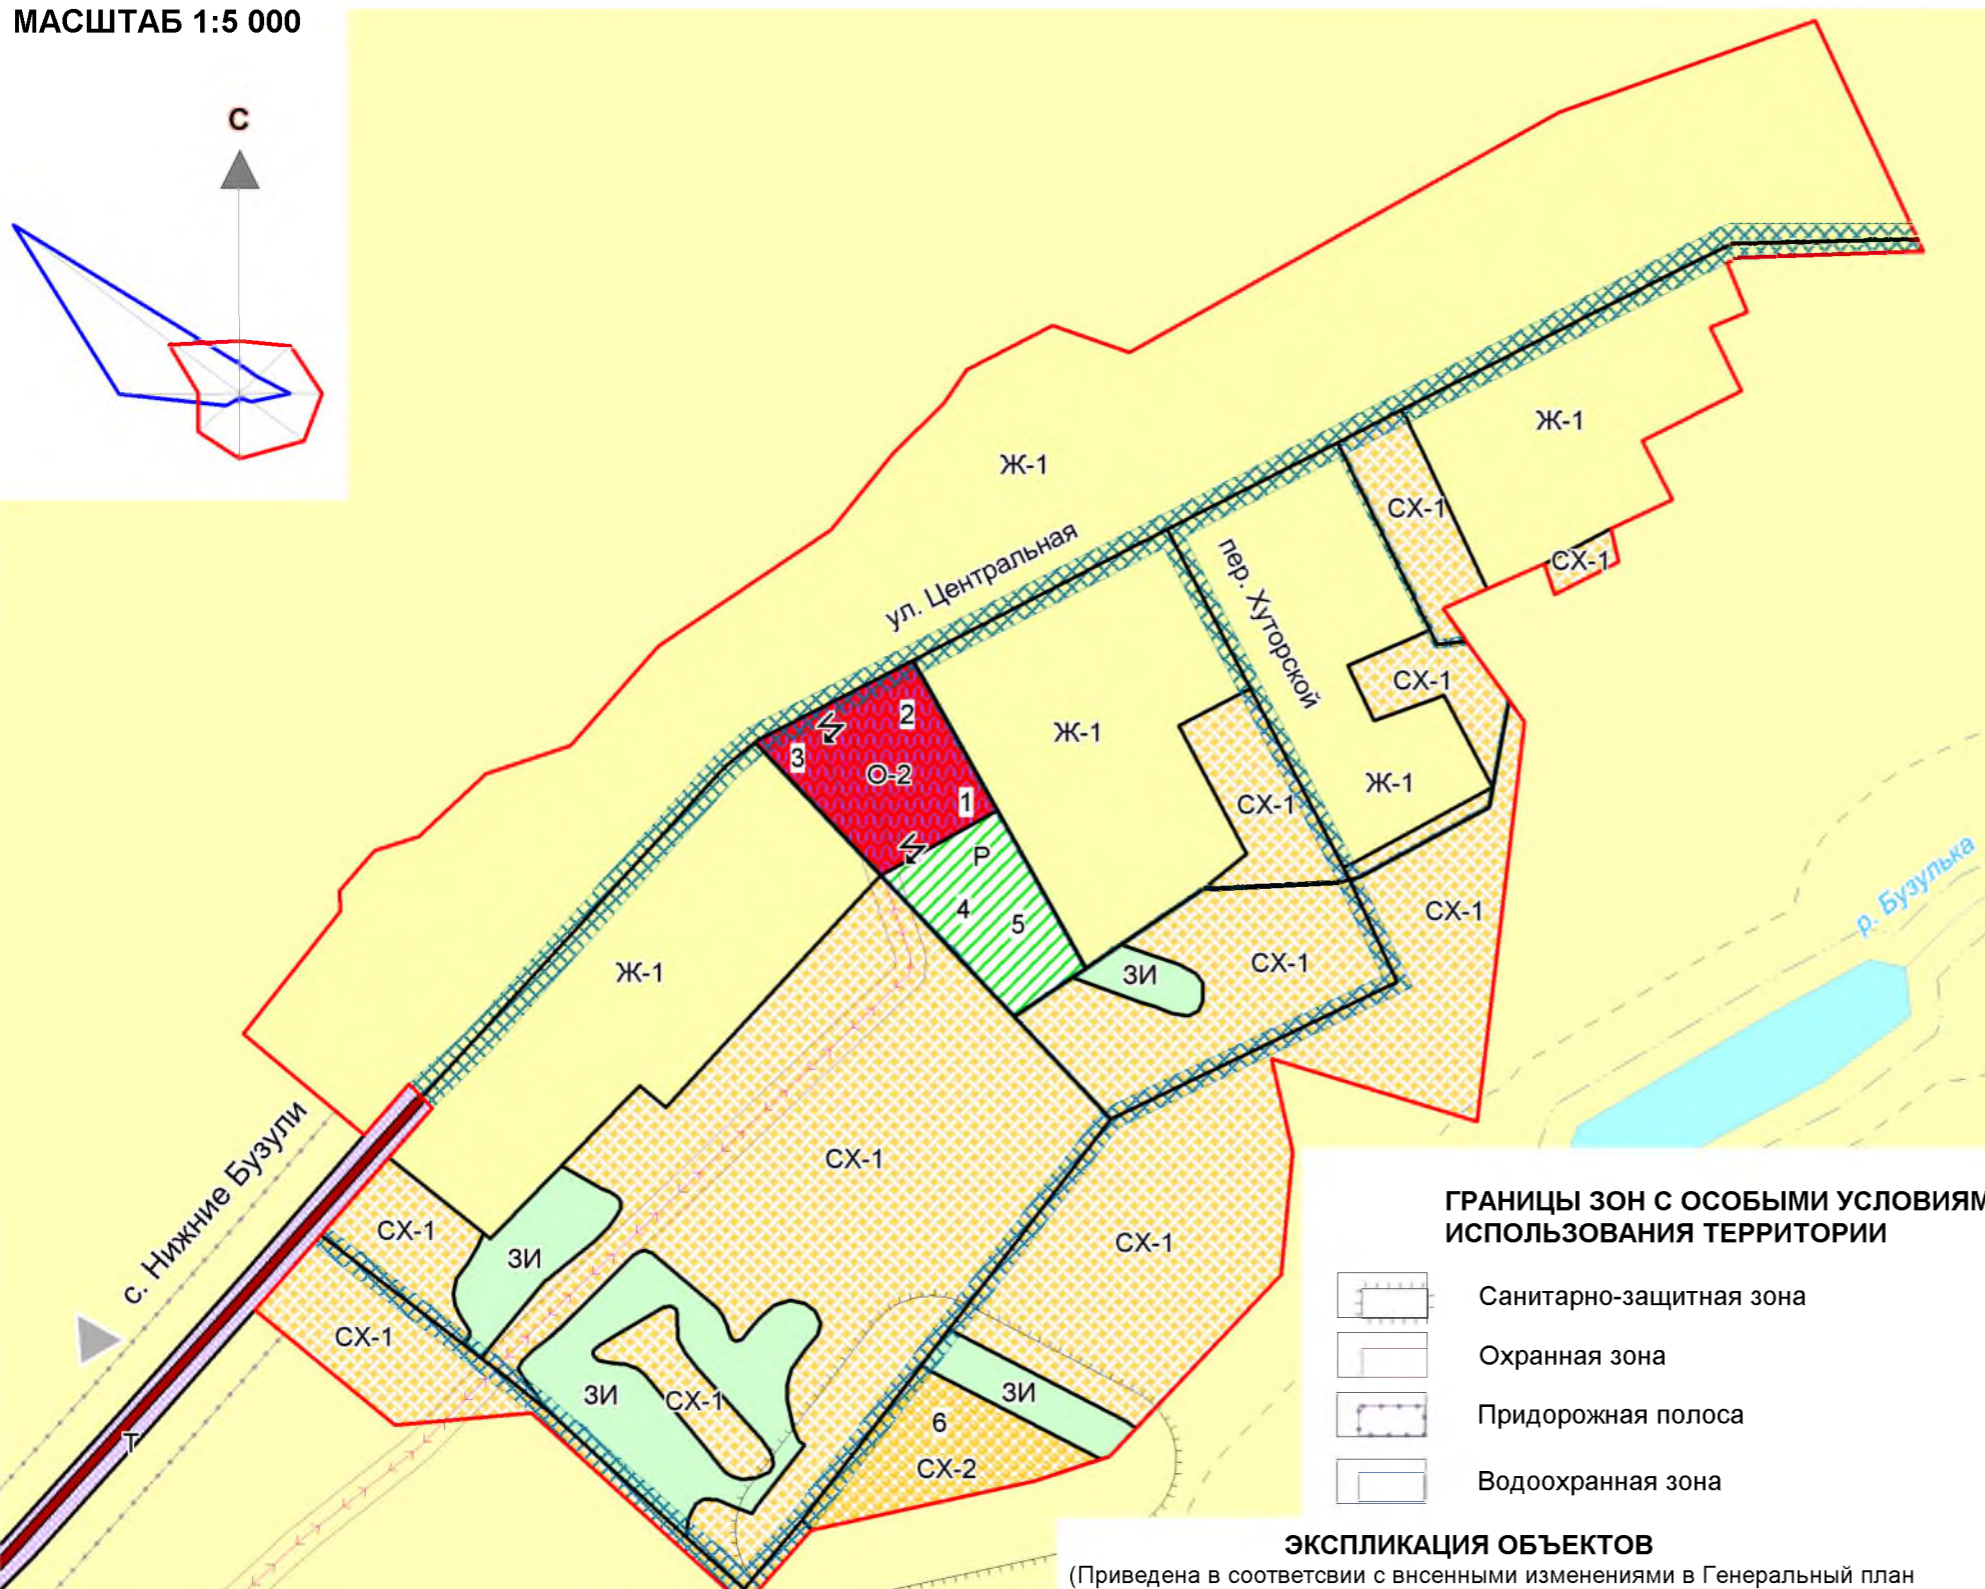 МАСШТАБ 1:5 000
С
Ж-1
Ж-1
СХ-1
СХ-1
ул. Центральная
пер. Хуторской
СХ-1
2
3
О-2
1
Ж-1
Ж-1
СХ-1
Р
4
5
СХ-1
р. Бузулька
Ж-1
ЗИ
СХ-1
с. Нижние Бузули
СХ-1
СХ-1
ЗИ
СХ-1
СХ-1
ЗИ
СХ-1
ЗИ
6
СХ-2
Т
ГРАНИЦЫ ЗОН С ОСОБЫМИ УСЛОВИЯМ
ИСПОЛЬЗОВАНИЯ ТЕРРИТОРИИ
Санитарно-защитная зона
Охранная зона
Придорожная полоса
Водоохранная зона
ЭКСПЛИКАЦИЯ ОБЪЕКТОВ
(Приведена в соответсвии с внсенными изменениями в Генеральный план